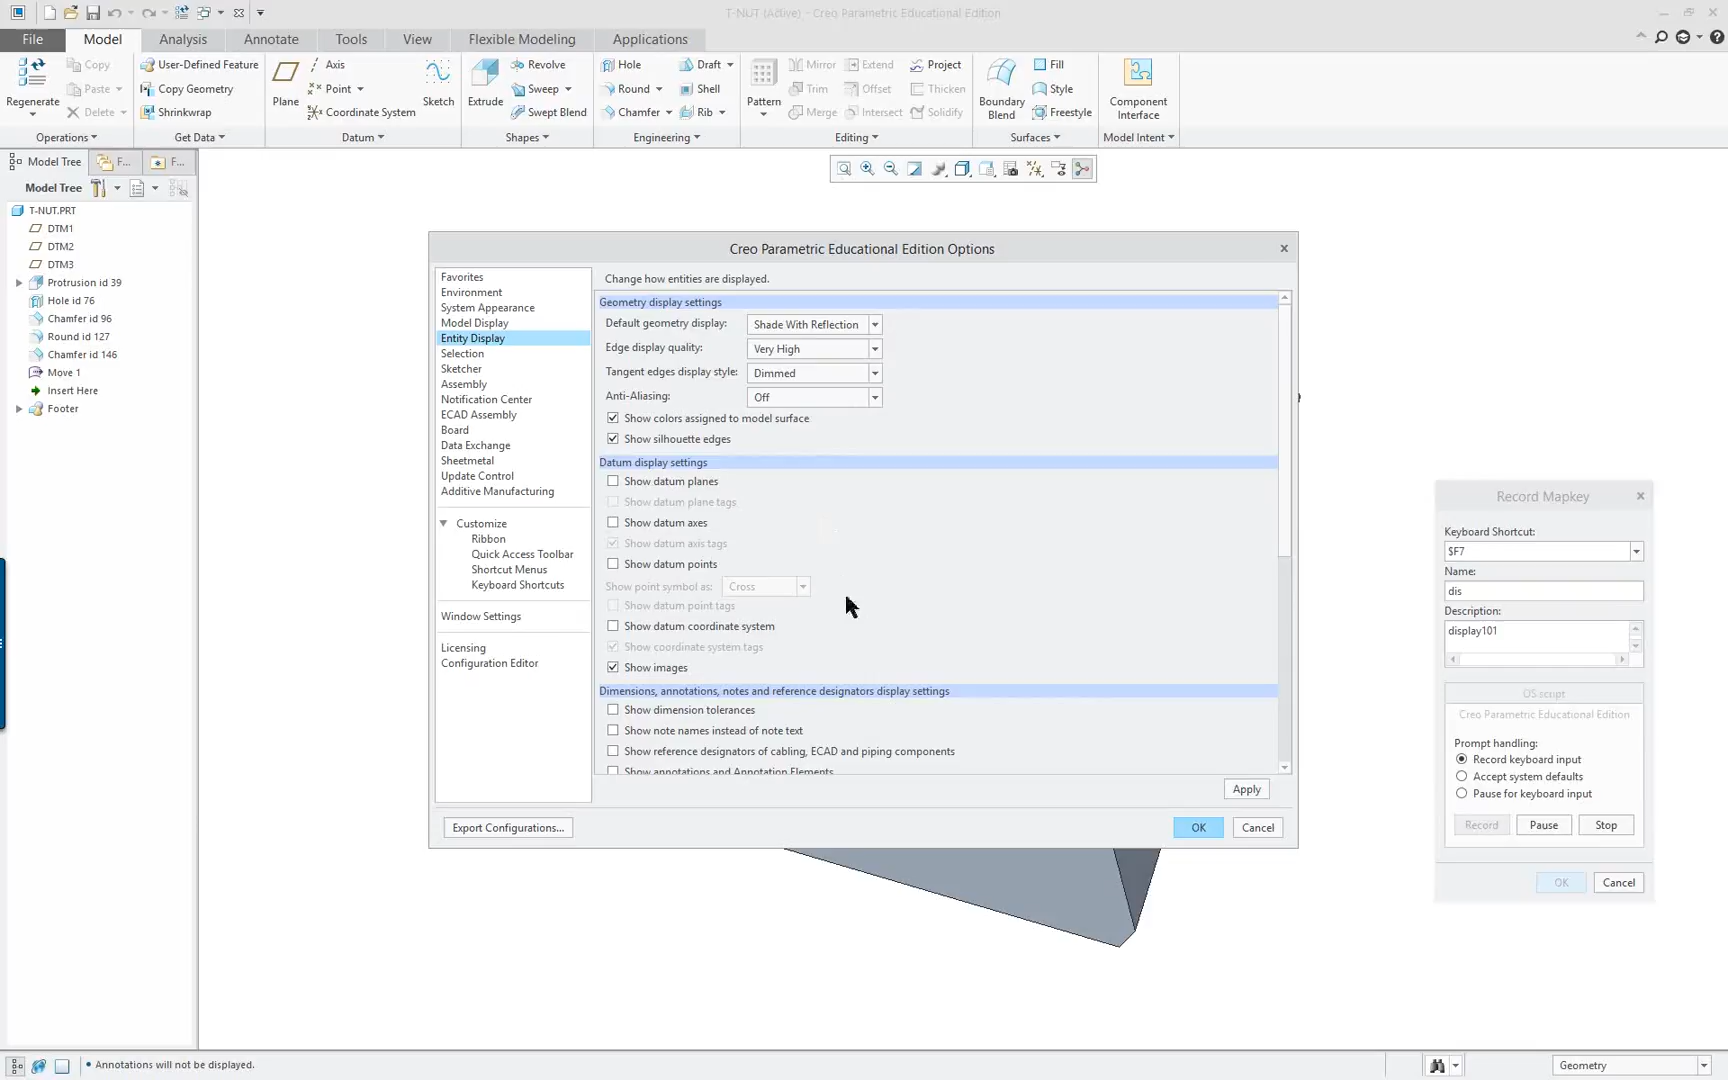 T-NUT (Active) - Creo Parametric Educational Edition
File
Model
Analysis
Annotate
Tools
View
Flexible Modeling
Applications
Regenerate
Copy
Paste
Delete
Operations
User-Defined Feature
Copy Geometry
Shrinkwrap
Get Data
Plane
Axis
Point
Coordinate System
Sketch
Datum
Extrude
Revolve
Sweep
Swept Blend
Shapes
Hole
Round
Chamfer
Draft
Shell
Rib
Engineering
Pattern
Mirror
Trim
Merge
Extend
Offset
Intersect
Project
Thicken
Solidify
Editing
Boundary
Blend
Fill
Style
Freestyle
Surfaces
Component
Interface
Model Intent
Model Tree
F...
F...
Model Tree
T-NUT.PRT
DTM1
DTM2
DTM3
Protrusion id 39
Hole id 76
Chamfer id 96
Round id 127
Chamfer id 146
Move 1
Insert Here
Footer
Creo Parametric Educational Edition Options
Favorites
Environment
System Appearance
Model Display
Entity Display
Selection
Sketcher
Assembly
Notification Center
ECAD Assembly
Board
Data Exchange
Sheetmetal
Update Control
Additive Manufacturing
Customize
Ribbon
Quick Access Toolbar
Shortcut Menus
Keyboard Shortcuts
Window Settings
Licensing
Configuration Editor
Change how entities are displayed.
Geometry display settings
Default geometry display: Shade With Reflection
Edge display quality: Very High
Tangent edges display style: Dimmed
Anti-Aliasing: Off
Show colors assigned to model surface
Show silhouette edges
Datum display settings
Show datum planes
Show datum plane tags
Show datum axes
Show datum axis tags
Show datum points
Show point symbol as: Cross
Show datum point tags
Show datum coordinate system
Show coordinate system tags
Show images
Dimensions, annotations, notes and reference designators display settings
Show dimension tolerances
Show note names instead of note text
Show reference designators of cabling, ECAD and piping components
Show annotations and Annotation Elements
Apply
Export Configurations...
OK
Cancel
Record Mapkey
Keyboard Shortcut:
$F7
Name:
dis
Description:
display101
OS script
Creo Parametric Educational Edition
Prompt handling:
Record keyboard input
Accept system defaults
Pause for keyboard input
Record
Pause
Stop
OK
Cancel
• Annotations will not be displayed.
Geometry